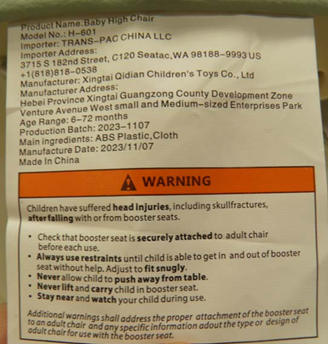 Product Name:Baby High Chair
Model No.: H-601
Importer: TRANS-PAC CHINA LLC
Importer Address:
3715 S 182nd Street, C120 Seatac,WA 98188-9993 US
+1(818)818-0538
Manufacturer: Xingtai Qidian Children's Toys Co., Ltd
Manufacturer Address:
Hebei Province Xingtai Guangzong County Development Zone
Venture Avenue West small and Medium-sized Enterprises Park
Age Range: 6-72 months
Production Batch: 2023-1107
Main ingredients: ABS Plastic,Cloth
Manufacture Date: 2023/11/07
Made In China
WARNING
Children have suffered head injuries, including skullfractures,
afterfalling with or from booster seats.
• Check that booster seat is securely attached to adult chair
before each use.
• Always use restraints until child is able to get in and out of booster
seat without help. Adjust to fit snugly.
• Never allow child to push away from table.
• Never lift and carry child in booster seat.
• Stay near and watch your child during use.
Additional warnings shall address the proper attachment of the booster seat
to an adult chair and any specific information adout the type or design of
adult chair for use with the booster seat.